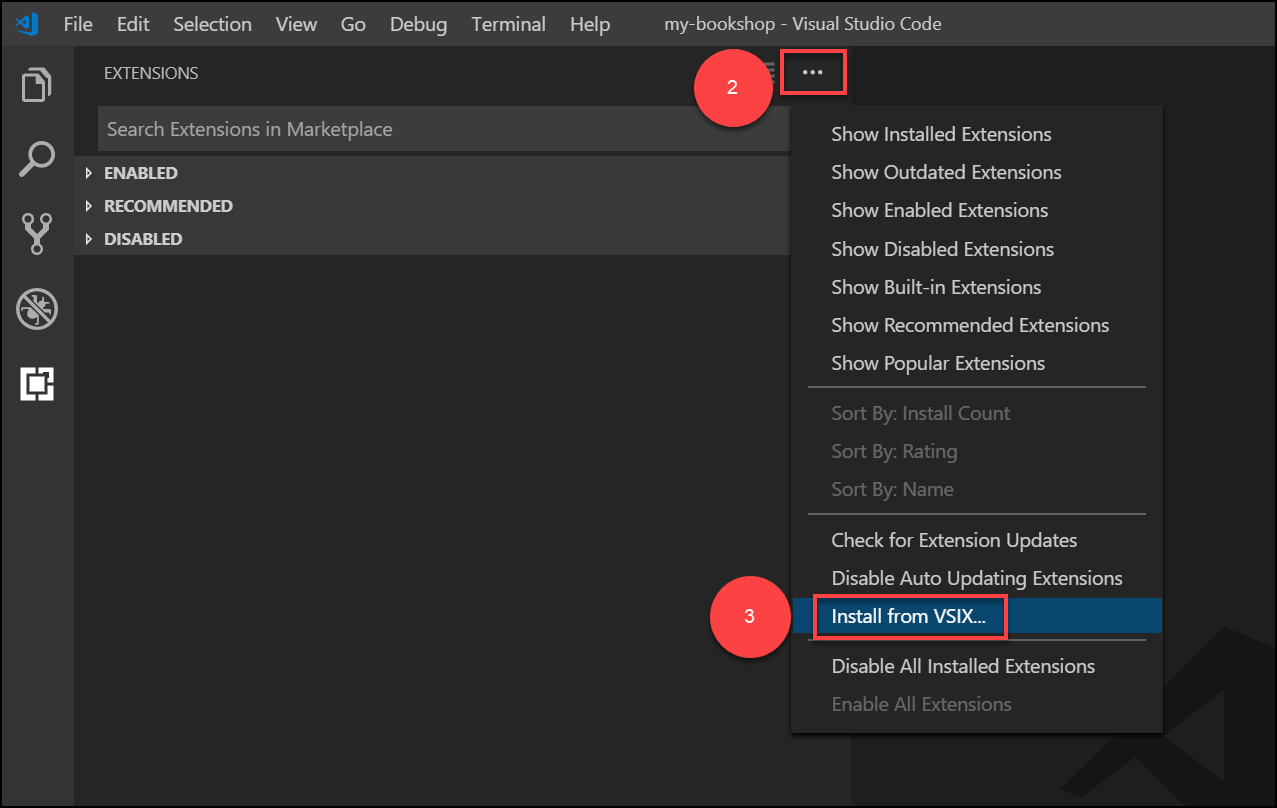 File Edit Selection View Go Debug Terminal Help my-bookshop - Visual Studio Code
EXTENSIONS
2
...
Search Extensions in Marketplace
ENABLED
RECOMMENDED
DISABLED
Show Installed Extensions
Show Outdated Extensions
Show Enabled Extensions
Show Disabled Extensions
Show Built-in Extensions
Show Recommended Extensions
Show Popular Extensions
Sort By: Install Count
Sort By: Rating
Sort By: Name
Check for Extension Updates
Disable Auto Updating Extensions
3
Install from VSIX...
Disable All Installed Extensions
Enable All Extensions